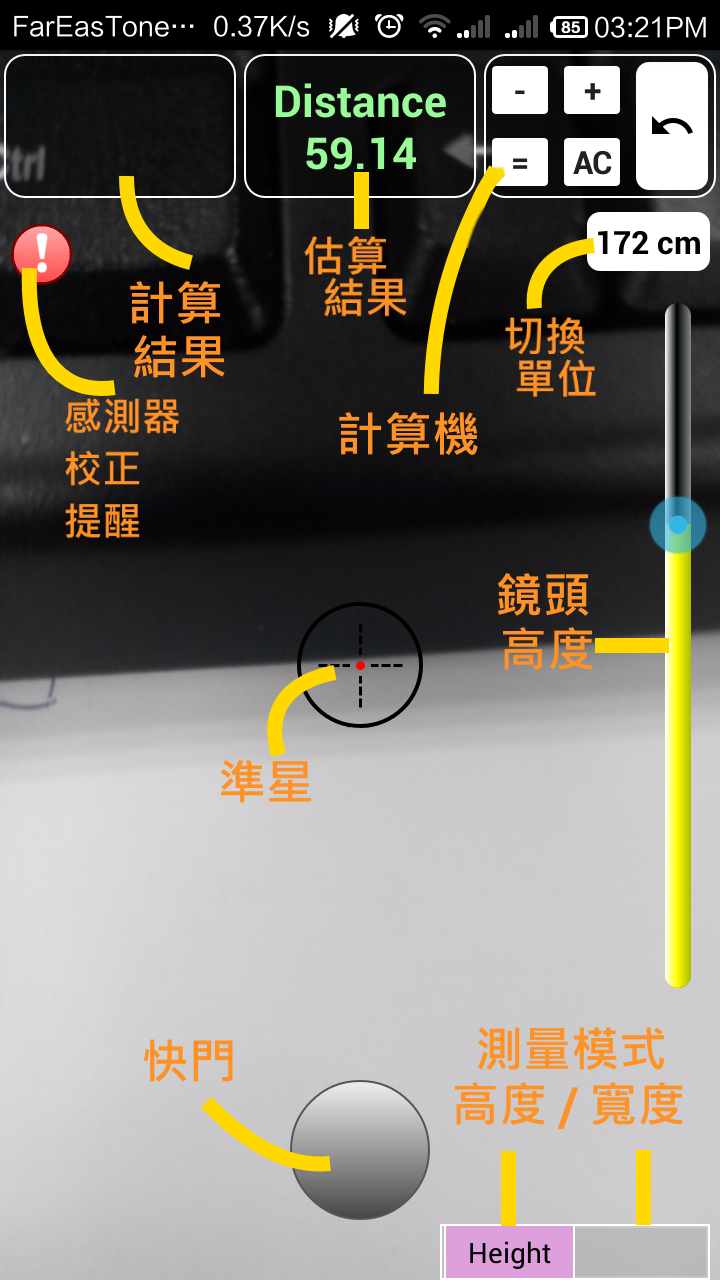 FarEasTone... 0.37K/s 85 03:21PM
Distance
59.14
- +
= AC
172 cm
估算
結果
計算
結果
切換
單位
感測器
校正
提醒
計算機
鏡頭
高度
準星
快門
測量模式
高度 / 寬度
Height